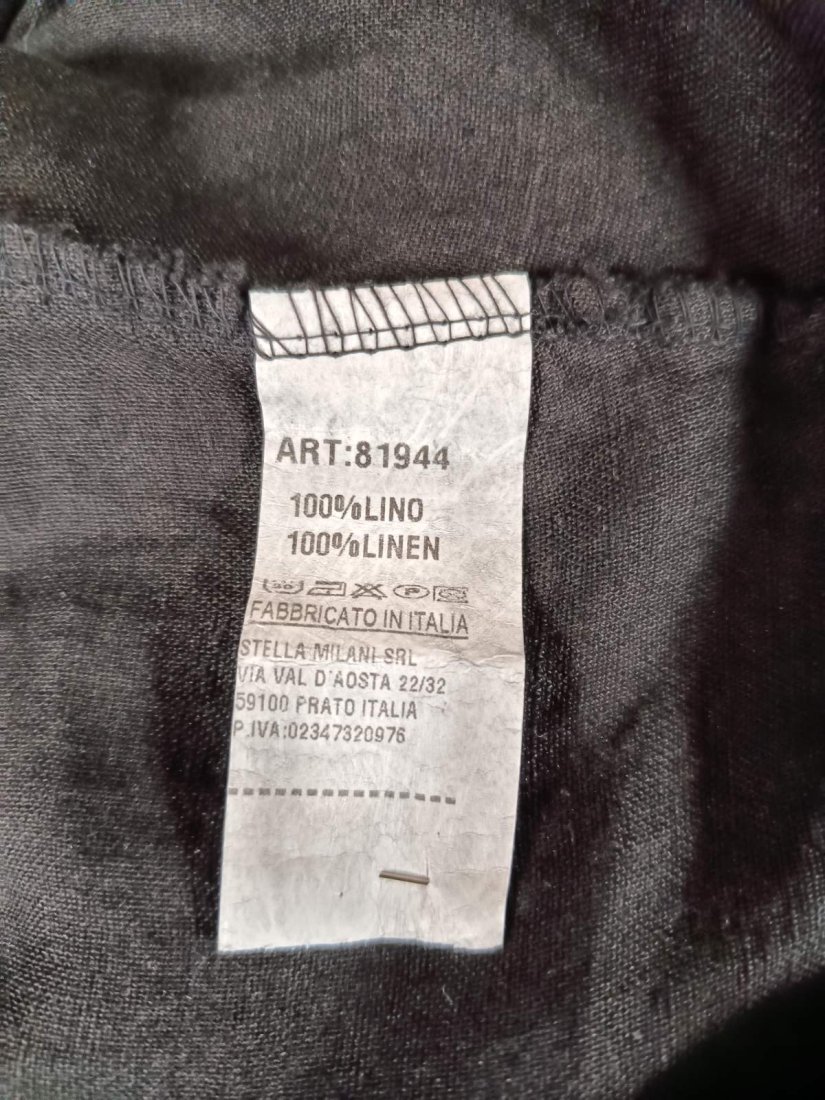 ART:81944
100%LINO
100%LINEN
FABBRICATO IN ITALIA
STELLA MILANI SRL
VIA VAL D'AOSTA 22/32
59100 PRATO ITALIA
P.IVA:02347320976